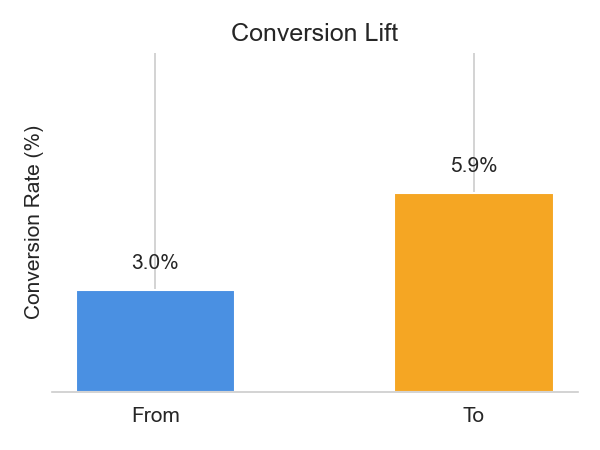 Conversion Lift
Conversion Rate (%)
5.9%
3.0%
From
To